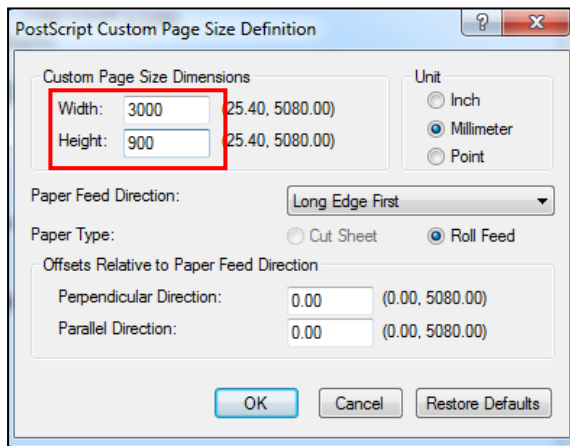 PostScript Custom Page Size Definition
Custom Page Size Dimensions
Unit
Width: 3000 (25.40, 5080.00)
Inch
Height: 900 (25.40, 5080.00)
Millimeter
Point
Paper Feed Direction: Long Edge First
Paper Type: Cut Sheet Roll Feed
Offsets Relative to Paper Feed Direction
Perpendicular Direction: 0.00 (0.00, 5080.00)
Parallel Direction: 0.00 (0.00, 5080.00)
OK Cancel Restore Defaults